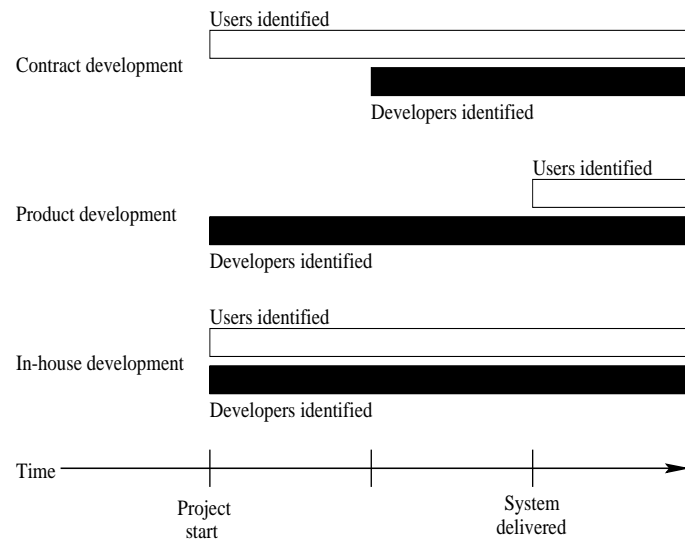 Users identified
Contract development
Developers identified
Users identified
Product development
Developers identified
Users identified
In-house development
Developers identified
Time
Project
start
System
delivered